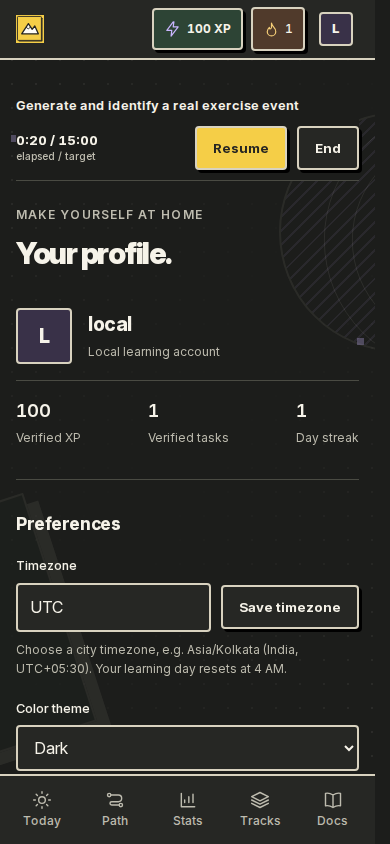 100 XP
1
L
Generate and identify a real exercise event
0:20 / 15:00
elapsed / target
Resume
End
MAKE YOURSELF AT HOME
Your profile.
L
local
Local learning account
100
Verified XP
1
Verified tasks
1
Day streak
Preferences
Timezone
UTC
Save timezone
Choose a city timezone, e.g. Asia/Kolkata (India,
UTC+05:30). Your learning day resets at 4 AM.
Color theme
Dark
Today
Path
Stats
Tracks
Docs